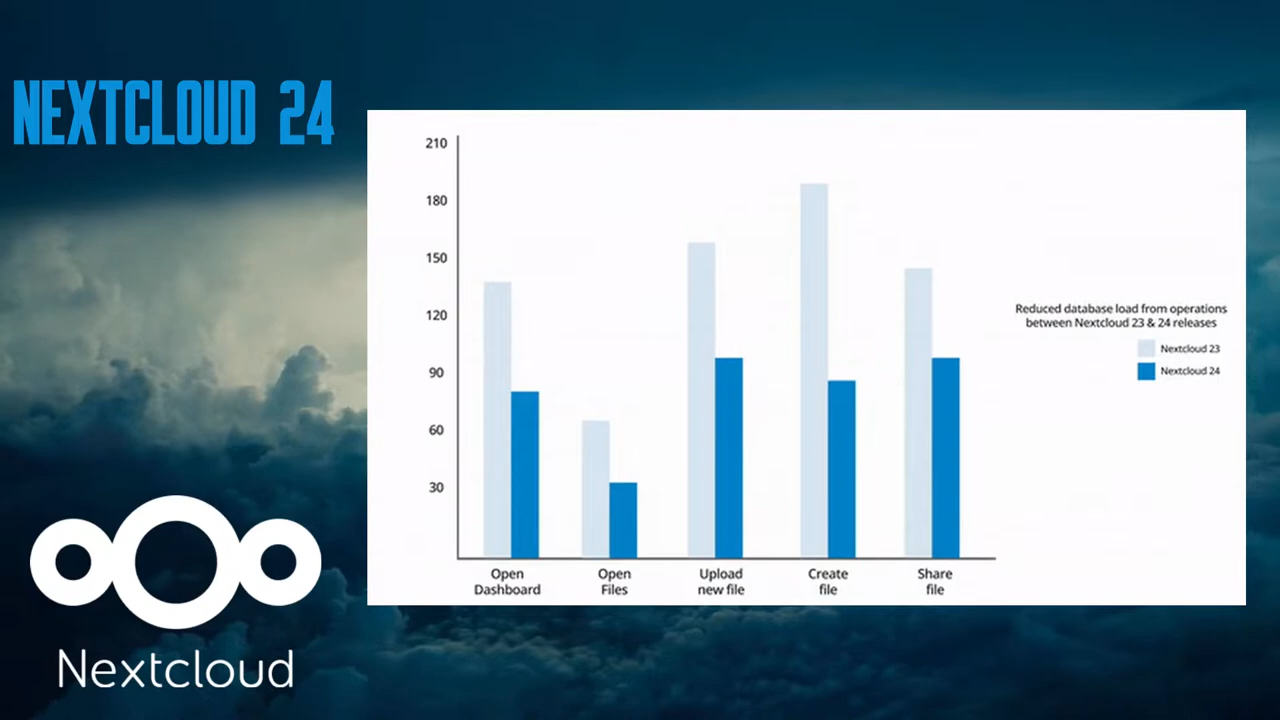 NEXTCLOUD 24
210
180
150
120
90
60
30
Open
Dashboard
Open
Files
Upload
new file
Create
file
Share
file
Reduced database load from operations
between Nextcloud 23 & 24 releases
Nextcloud 23
Nextcloud 24
Nextcloud